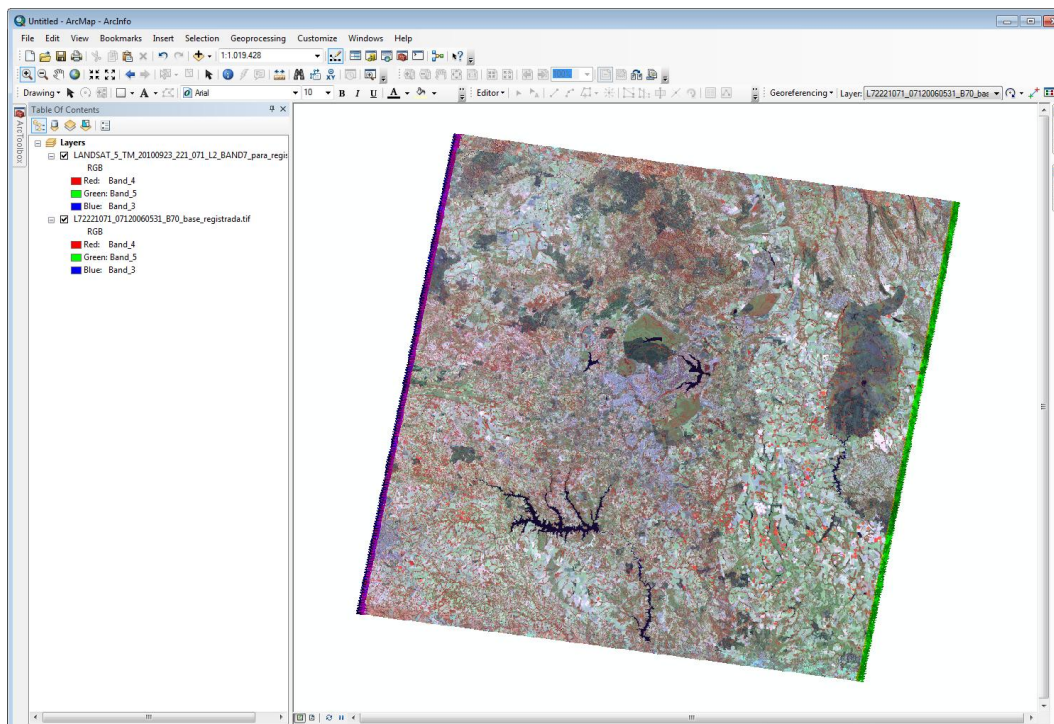 Untitled - ArcMap - ArcInfo
File Edit View Bookmarks Insert Selection Geoprocessing Customize Windows Help
1:1.019.428
Drawing Arial 10 B I U A Editor Georeferencing Layer: L72221071_07120060531_B70_bas
Table Of Contents
ArcToolbox
Layers
LANDSAT_5_TM_20100923_221_071_L2_BAND7_para_regis
RGB
Red: Band_4
Green: Band_5
Blue: Band_3
L72221071_07120060531_B70_base_registrada.tif
RGB
Red: Band_4
Green: Band_5
Blue: Band_3